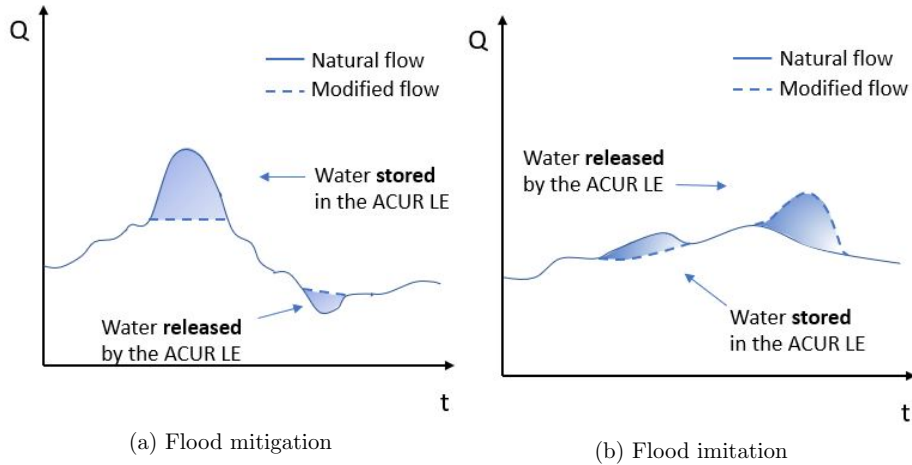 Q
Natural flow
Modified flow
Water stored
in the ACUR LE
Water released
by the ACUR LE
t
(a) Flood mitigation
Q
Natural flow
Modified flow
Water released
by the ACUR LE
Water stored
in the ACUR LE
t
(b) Flood imitation